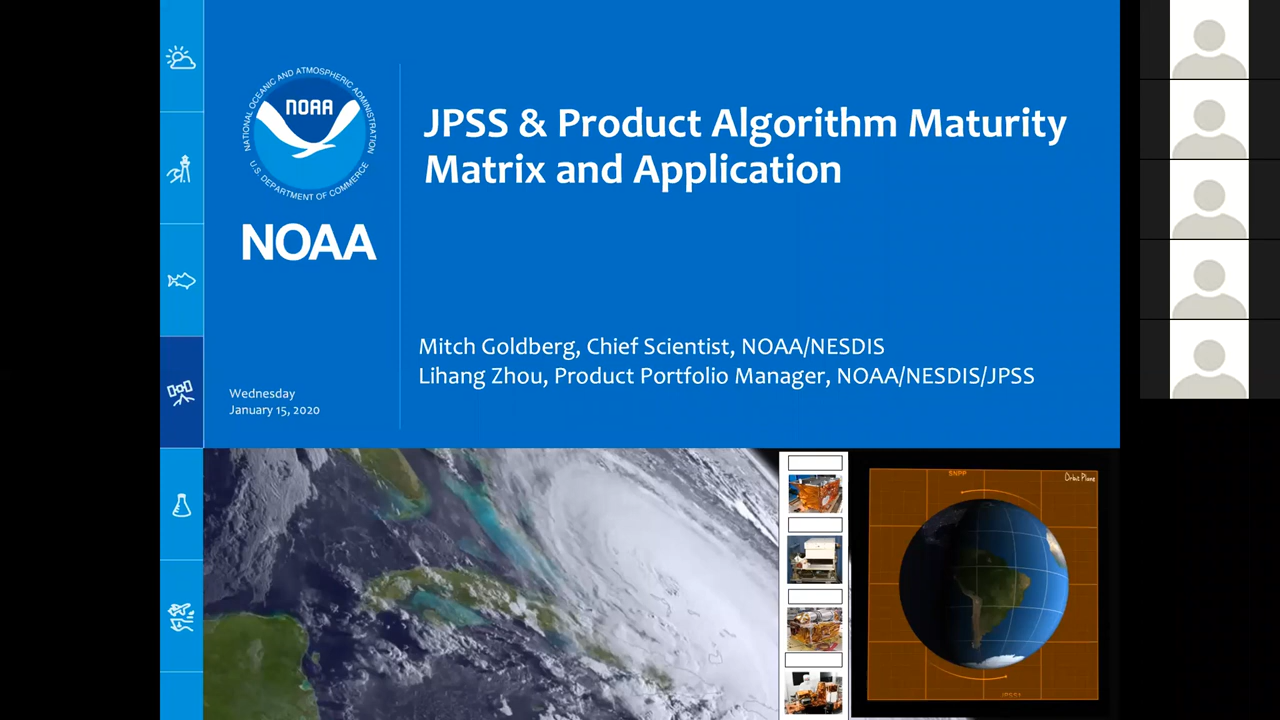 NATIONAL OCEANIC AND ATMOSPHERIC ADMINISTRATION
U.S. DEPARTMENT OF COMMERCE
NOAA
NOAA
JPSS & Product Algorithm Maturity
Matrix and Application
Mitch Goldberg, Chief Scientist, NOAA/NESDIS
Lihang Zhou, Product Portfolio Manager, NOAA/NESDIS/JPSS
Wednesday
January 15, 2020
SNPP
Orbit Plane
JPSS1